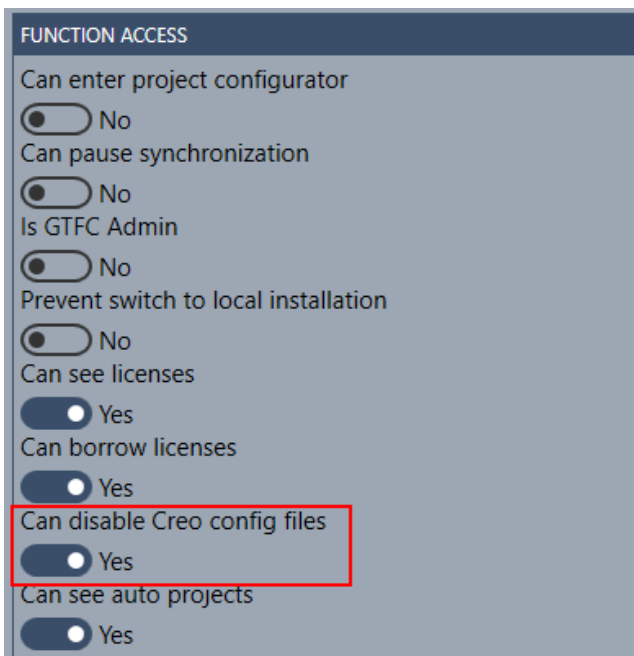 FUNCTION ACCESS
Can enter project configurator
No
Can pause synchronization
No
Is GTFC Admin
No
Prevent switch to local installation
No
Can see licenses
Yes
Can borrow licenses
Yes
Can disable Creo config files
Yes
Can see auto projects
Yes